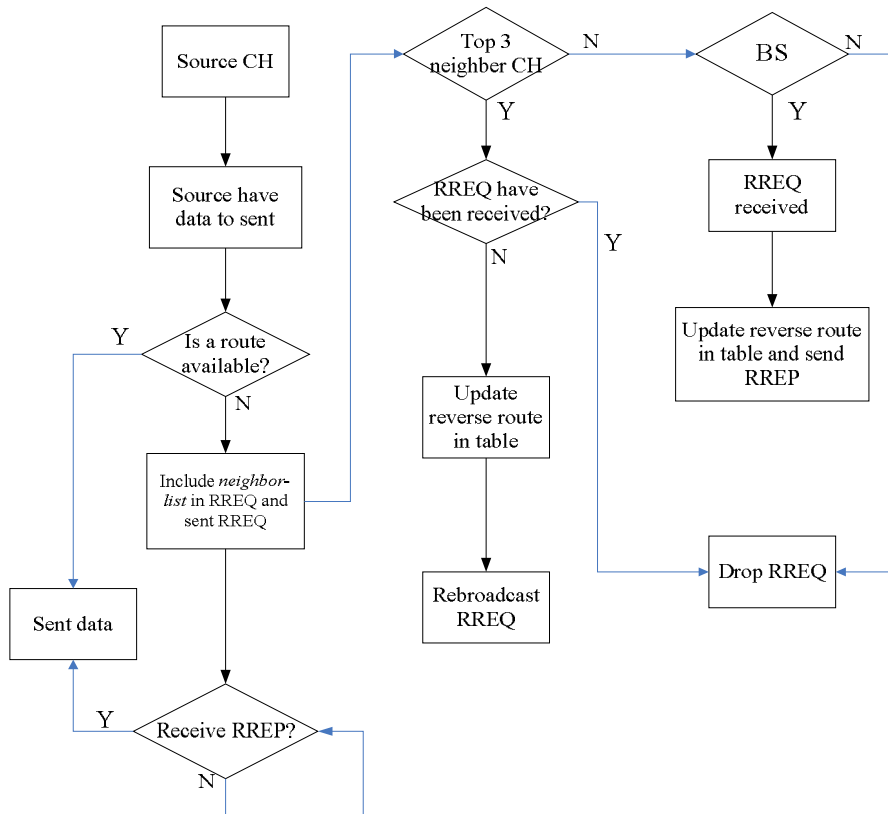 Source CH
Source have
data to sent
Is a route
available?
Y
N
Include neighbor-
list in RREQ and
sent RREQ
Sent data
Receive RREP?
Y
N
Top 3
neighber CH
N
Y
RREQ have
been received?
Y
N
Update
reverse route
in table
Rebroadcast
RREQ
BS
N
Y
RREQ
received
Update reverse route
in table and send
RREP
Drop RREQ